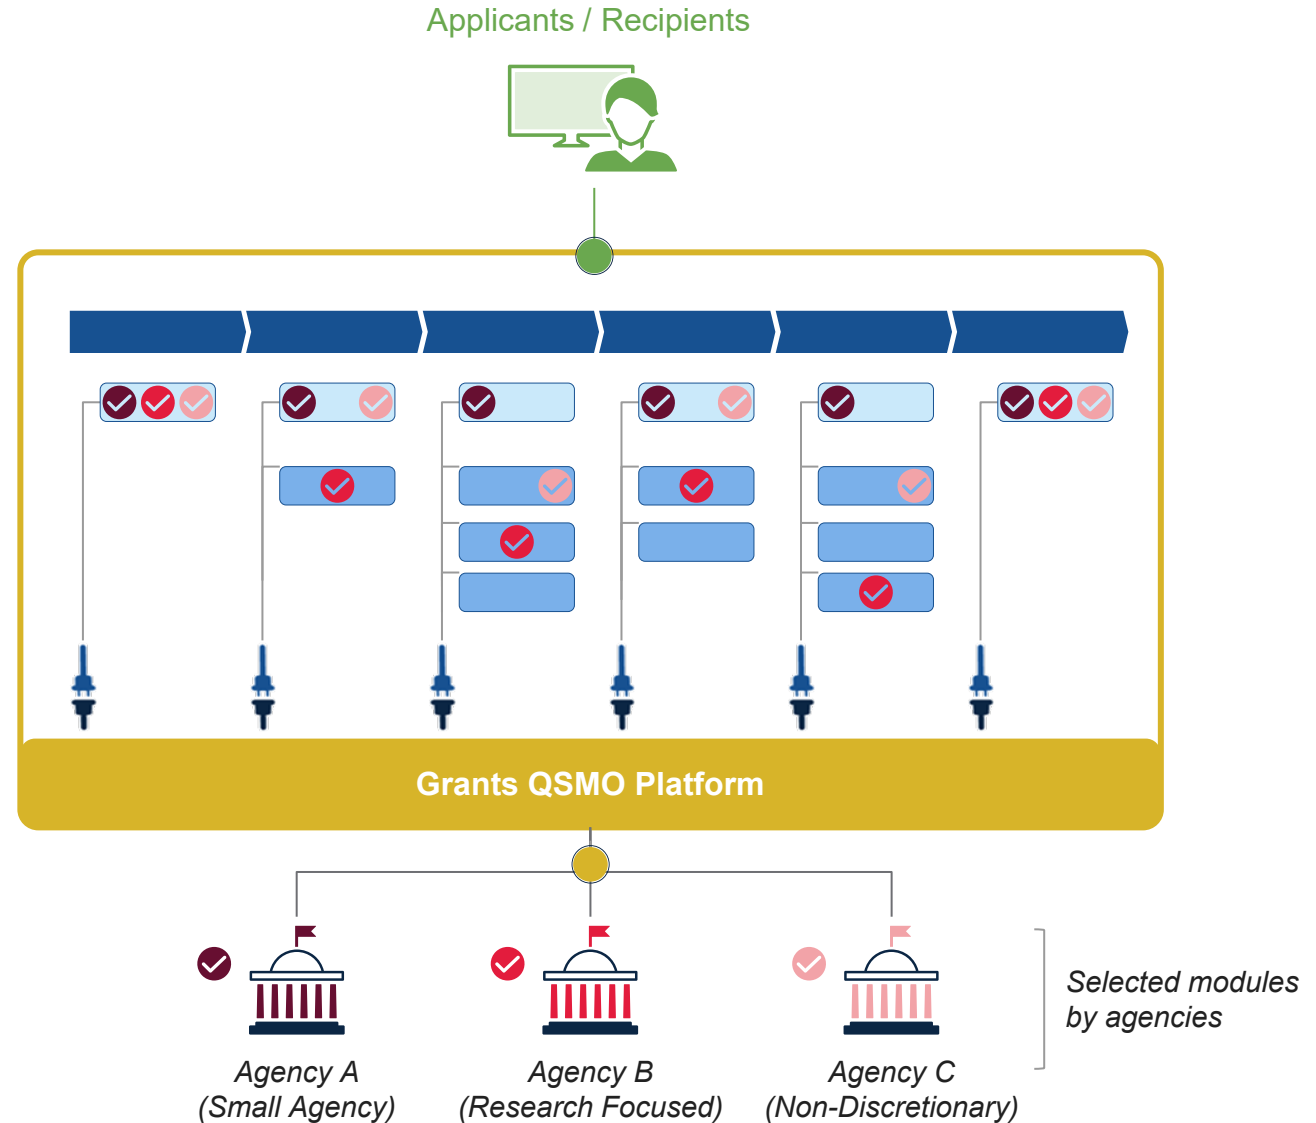 Applicants / Recipients
Grants QSMO Platform
Selected modules
by agencies
Agency A
(Small Agency)
Agency B
(Research Focused)
Agency C
(Non-Discretionary)